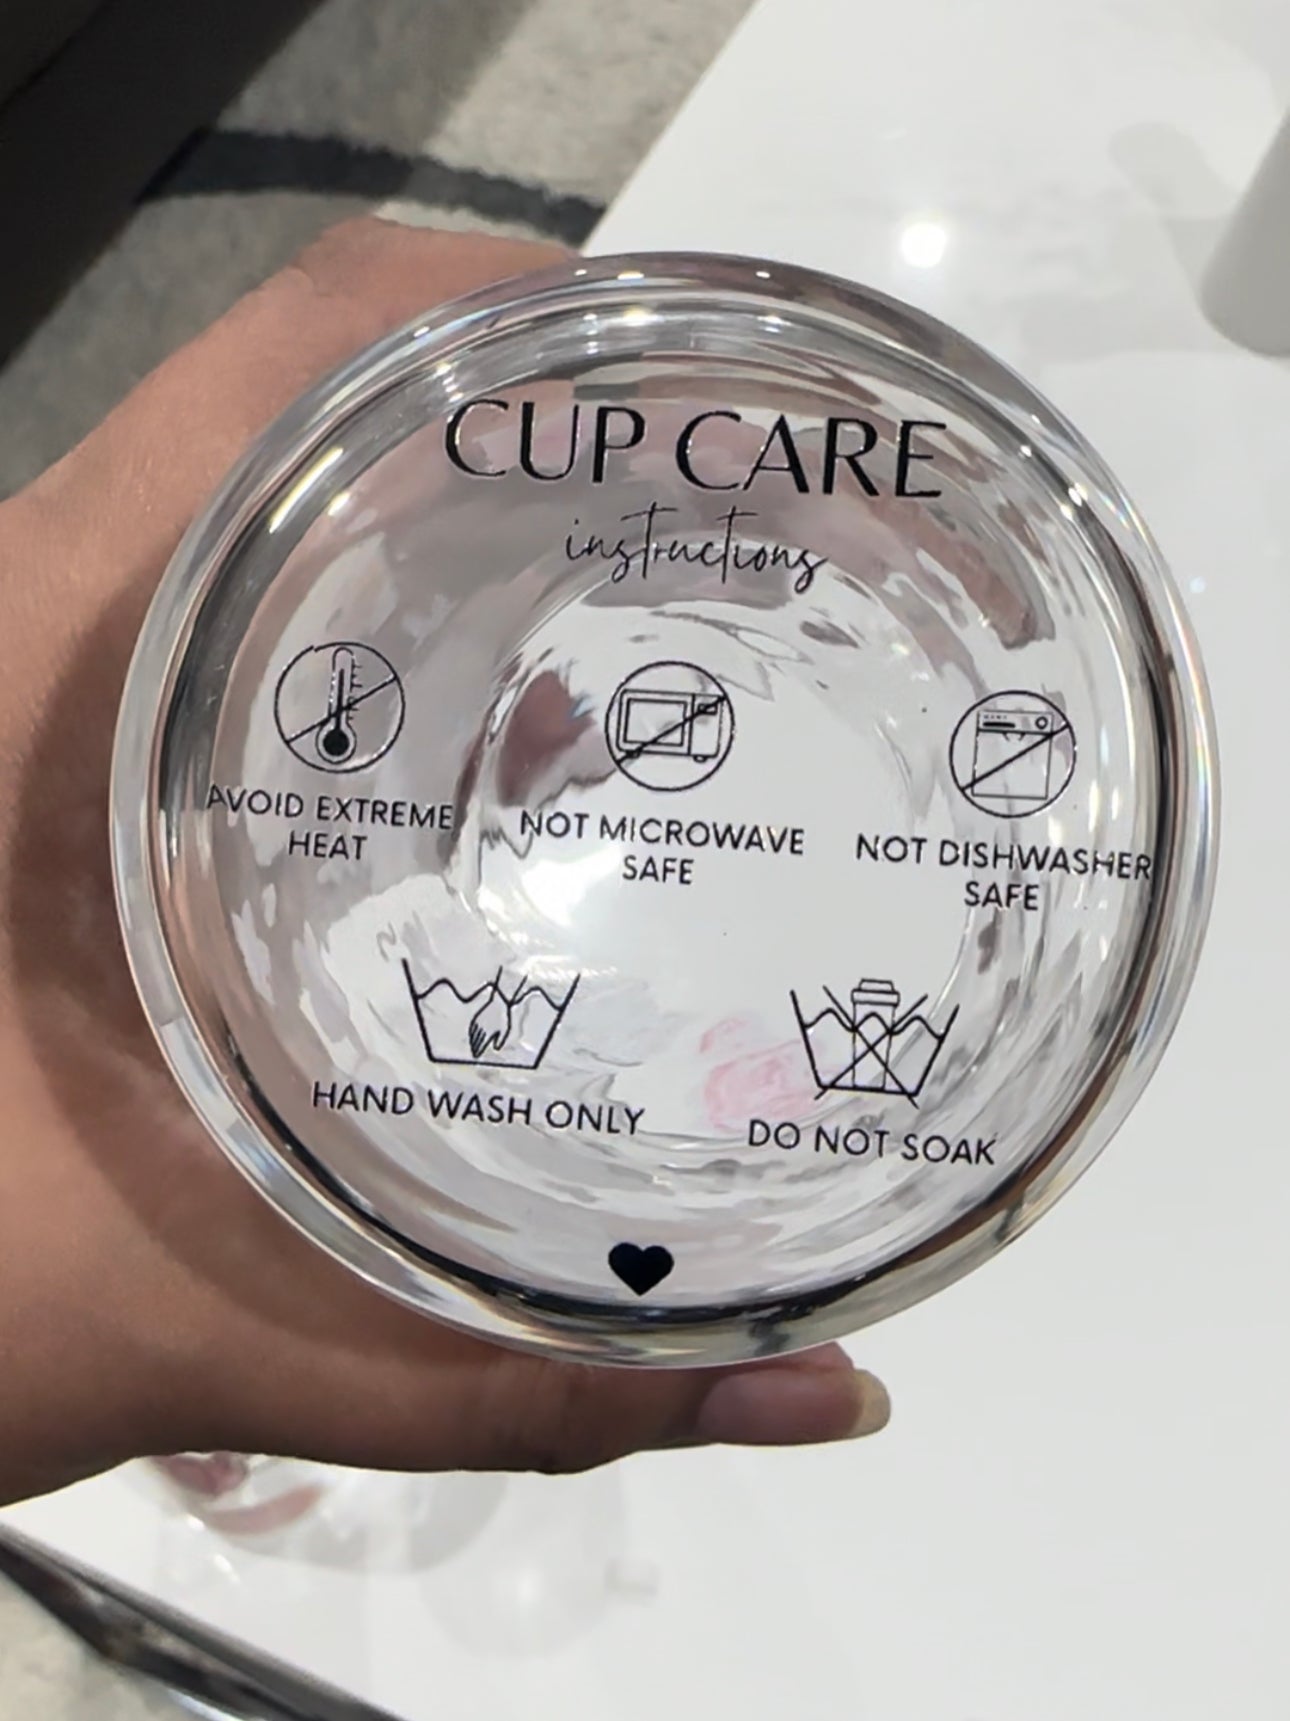 CUP CARE
instructions
AVOID EXTREME
HEAT
NOT MICROWAVE
SAFE
NOT DISHWASHER
SAFE
HAND WASH ONLY
DO NOT SOAK